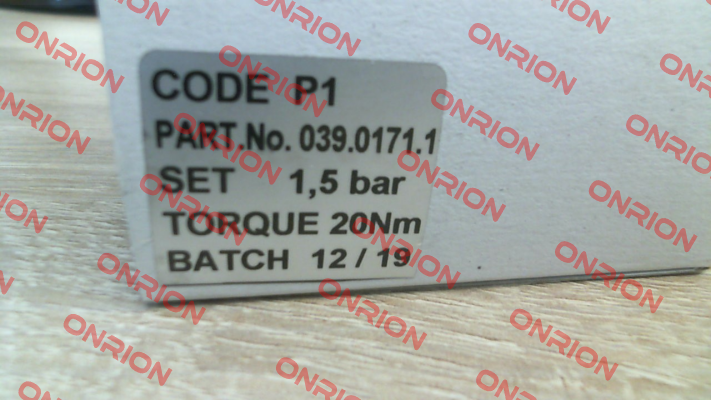 CODE P1
PART.No. 039.0171.1
SET 1,5 bar
TORQUE 20Nm
BATCH 12 / 19
ONRION